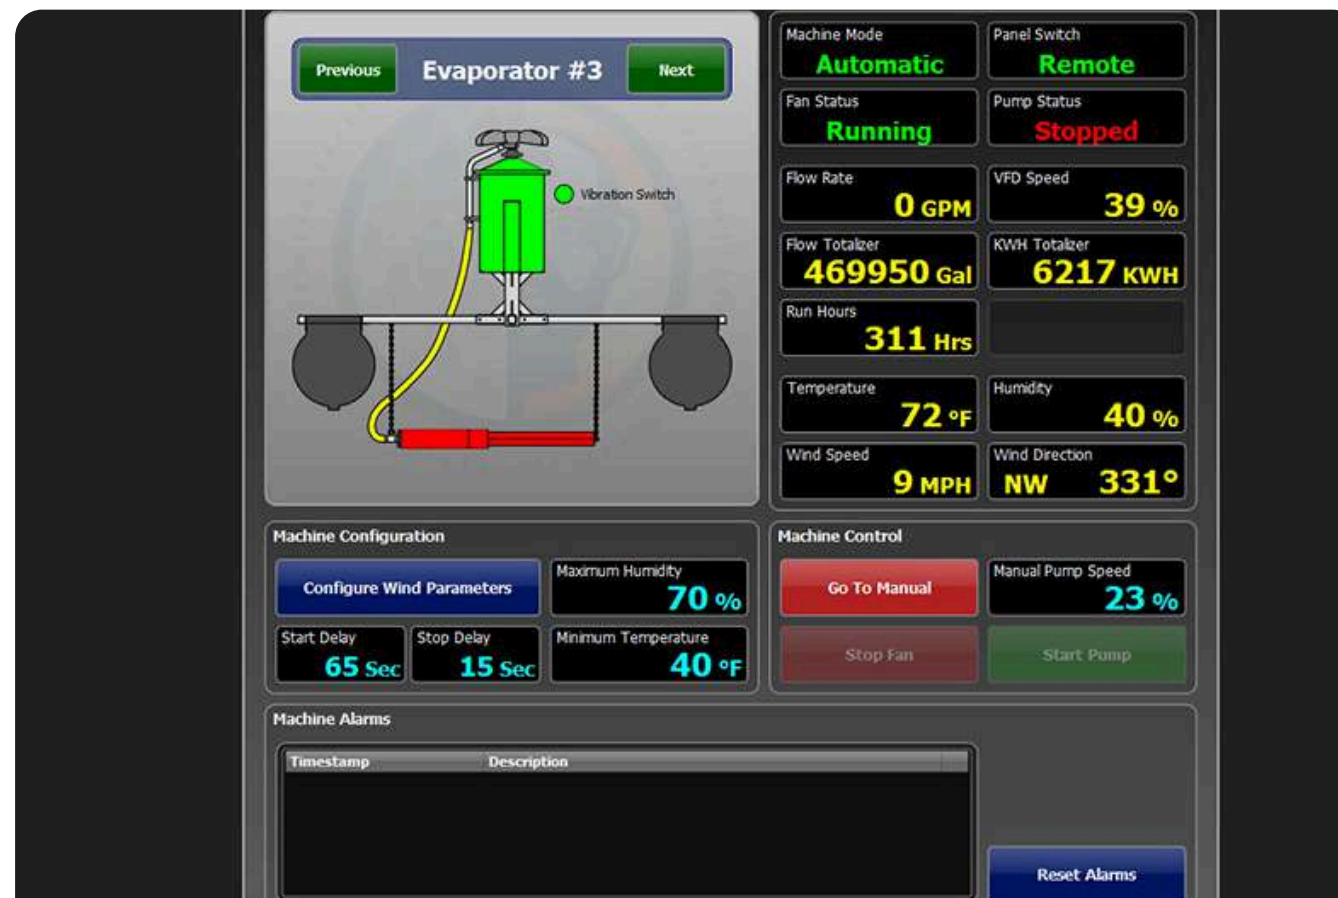 Previous
Evaporator #3
Next
Vibration Switch
Machine Mode
Automatic
Panel Switch
Remote
Fan Status
Running
Pump Status
Stopped
Flow Rate
0 GPM
VFD Speed
39 %
Flow Totalizer
469950 Gal
KWH Totalizer
6217 KWH
Run Hours
311 Hrs
Temperature
72 °F
Humidity
40 %
Wind Speed
9 MPH
Wind Direction
NW 331°
Machine Configuration
Configure Wind Parameters
Maximum Humidity
70 %
Start Delay
65 Sec
Stop Delay
15 Sec
Minimum Temperature
40 °F
Machine Control
Go To Manual
Manual Pump Speed
23 %
Stop Fan
Start Pump
Machine Alarms
Timestamp Description
Reset Alarms